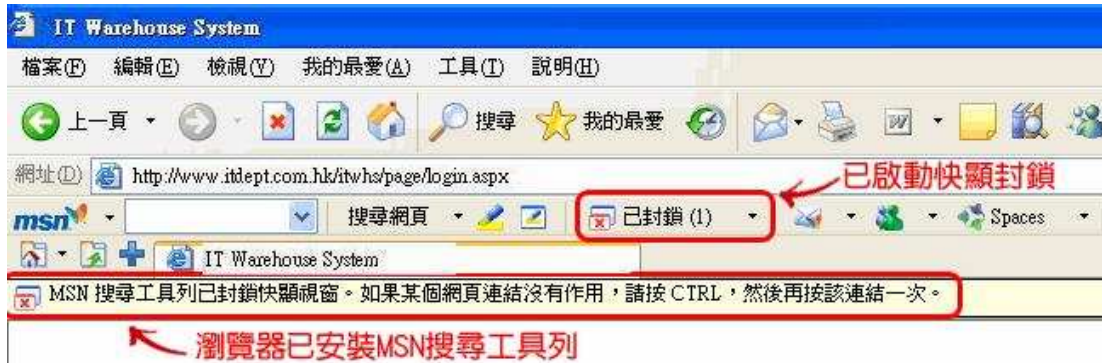 IT Warehouse System
檔案(F) 編輯(E) 檢視(V) 我的最愛(A) 工具(T) 說明(H)
上一頁 搜尋 我的最愛
網址(D) http://www.itdept.com.hk/itwhs/page/login.aspx
已啟動快顯封鎖
msn 搜尋網頁 已封鎖 (1) Spaces
IT Warehouse System
MSN 搜尋工具列已封鎖快顯視窗。如果某個網頁連結沒有作用，請按 CTRL，然後再按該連結一次。
瀏覽器已安裝MSN搜尋工具列